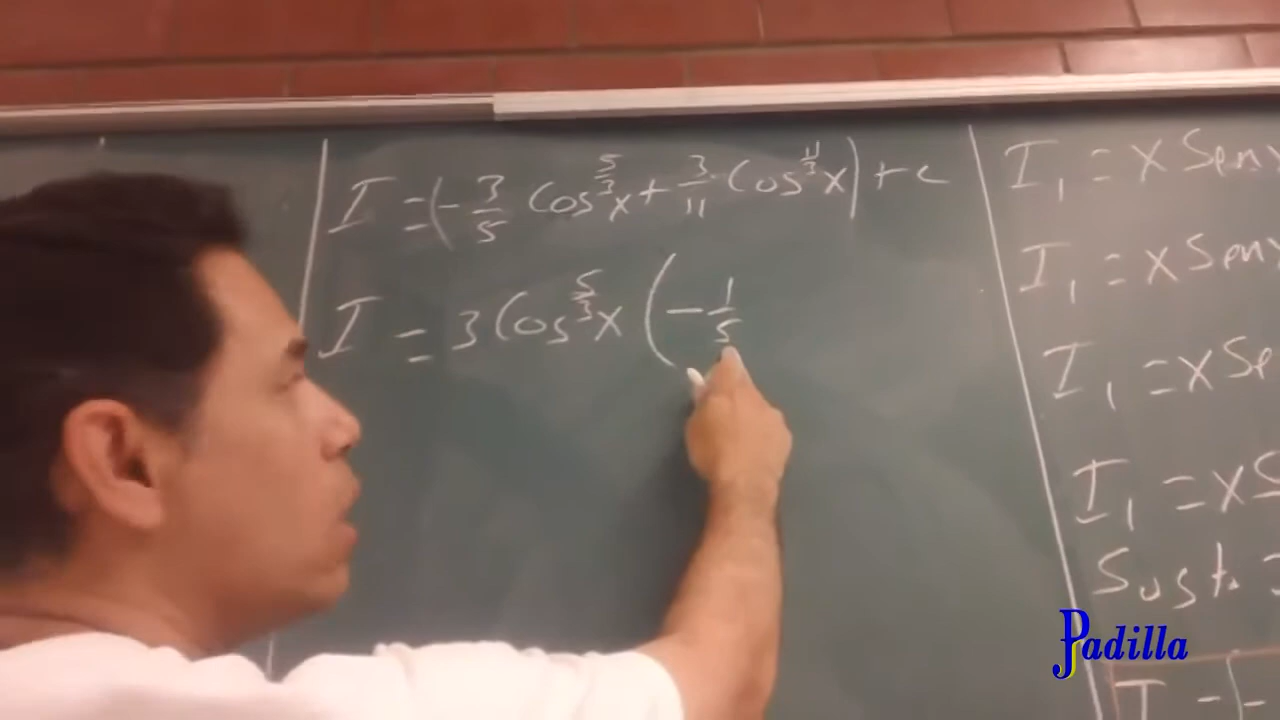 I = (- 3/5 Cos^5/3 x + 3/11 Cos^11/3 x) + c
I = 3 Cos^5/3 x (- 1/5
I₁ = x Sen
I₁ = x Sen
I₁ = x Se
I₁ = x S
Sust.
I =
Padilla